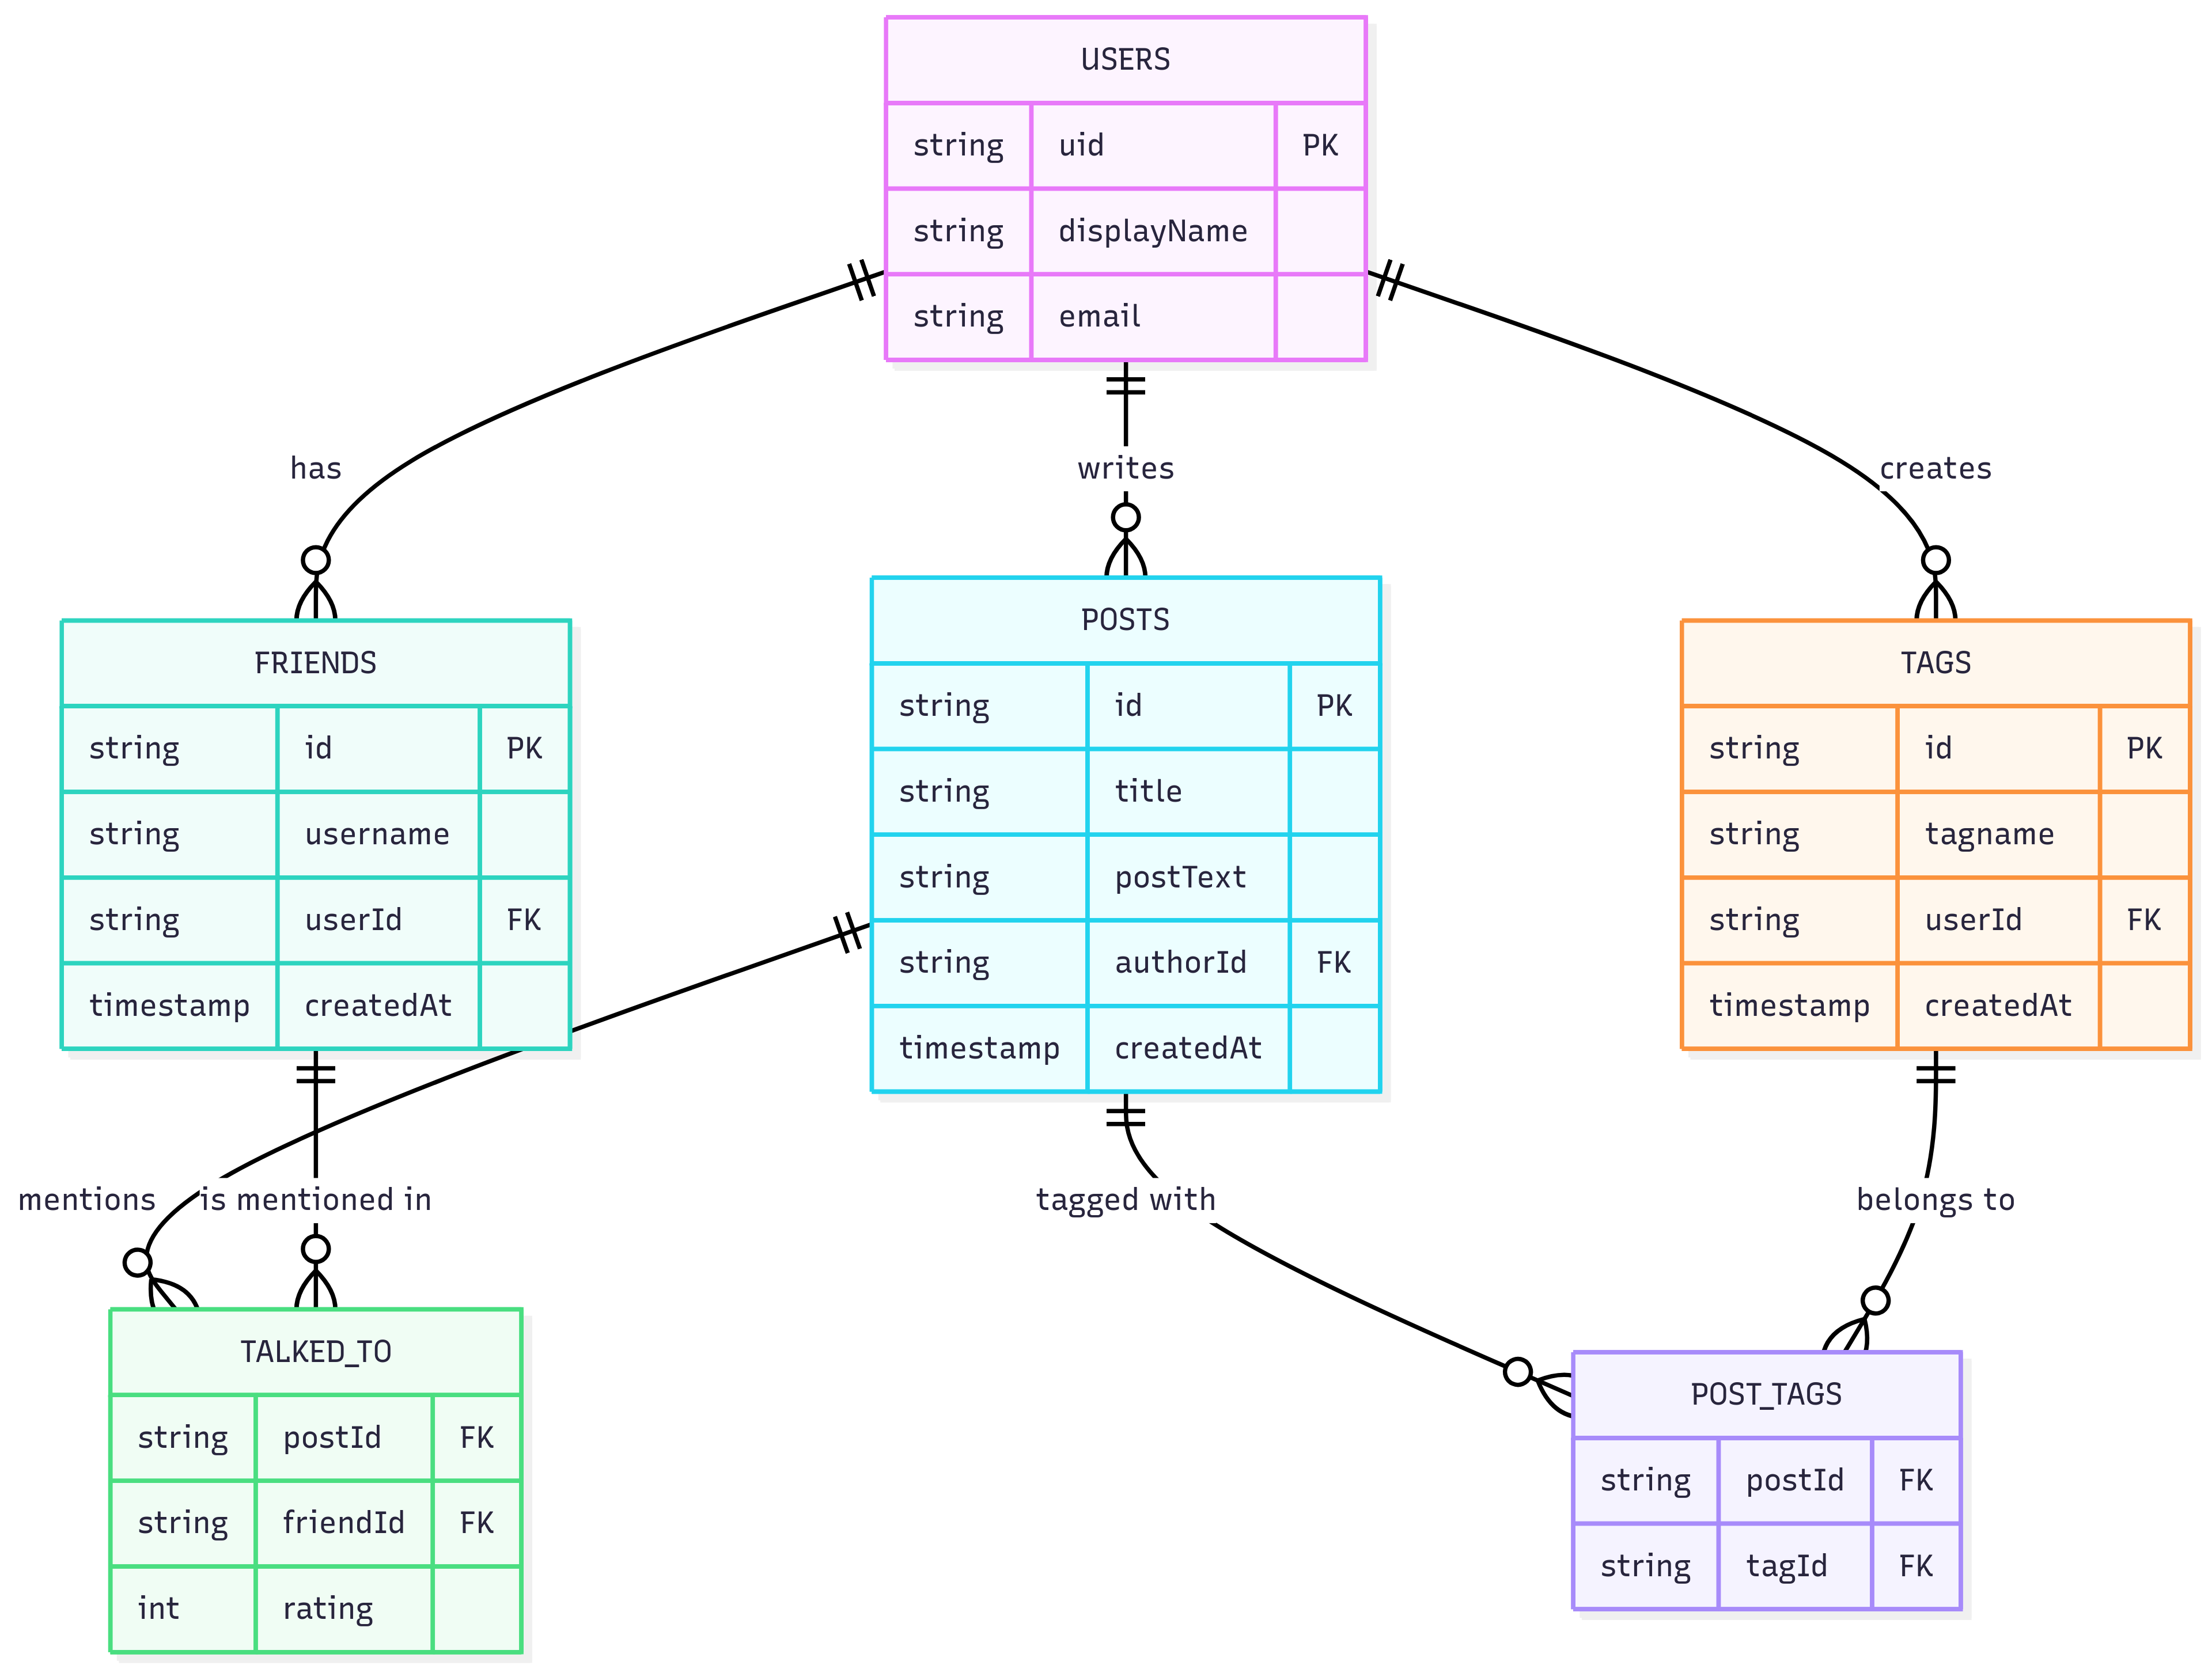 USERS
string uid PK
string displayName
string email
has
writes
creates
FRIENDS
string id PK
string username
string userId FK
timestamp createdAt
POSTS
string id PK
string title
string postText
string authorId FK
timestamp createdAt
TAGS
string id PK
string tagname
string userId FK
timestamp createdAt
mentions
is mentioned in
tagged with
belongs to
TALKED_TO
string postId FK
string friendId FK
int rating
POST_TAGS
string postId FK
string tagId FK